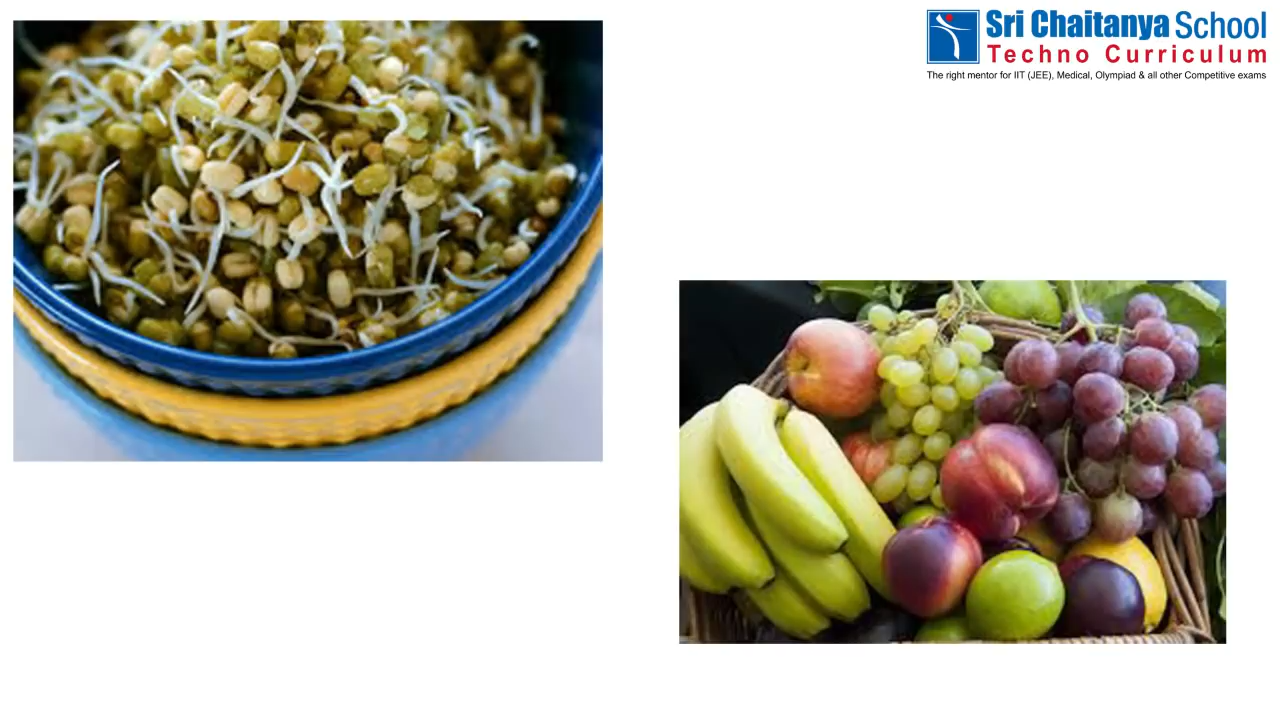 Sri Chaitanya School
Techno Curriculum
The right mentor for IIT (JEE), Medical, Olympiad & all other Competitive exams